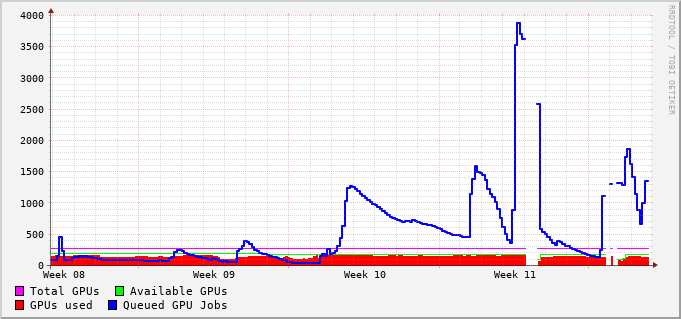 4000
3500
3000
2500
2000
1500
1000
500
0
Week 08 Week 09 Week 10 Week 11
Total GPUs Available GPUs
GPUs used Queued GPU Jobs
RRDTOOL / TOBI OETIKER